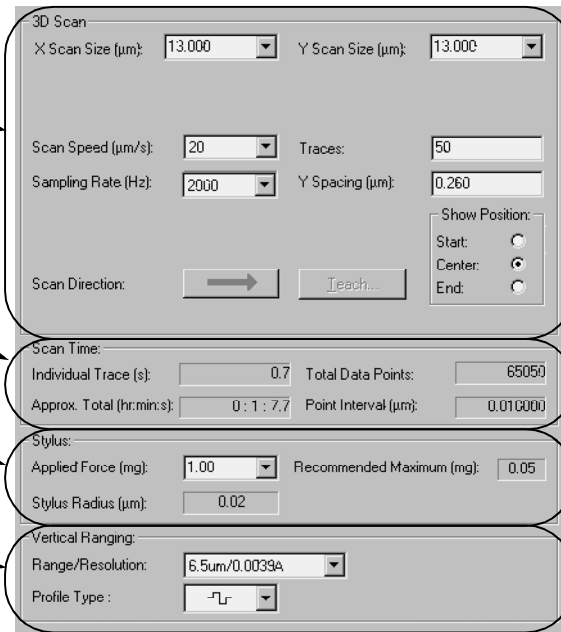 3D Scan
X Scan Size (µm): 13.000 Y Scan Size (µm): 13.000
Scan Speed (µm/s): 20 Traces: 50
Sampling Rate (Hz): 2000 Y Spacing (µm): 0.260
Show Position:
Start:
Center:
Scan Direction: Teach... End:
Scan Time:
Individual Trace (s): 0.7 Total Data Points: 65050
Approx. Total (hr:min:s): 0 : 1 : 7.7 Point Interval (µm): 0.010000
Stylus:
Applied Force (mg): 1.00 Recommended Maximum (mg): 0.05
Stylus Radius (µm): 0.02
Vertical Ranging:
Range/Resolution: 6.5um/0.0039A
Profile Type :